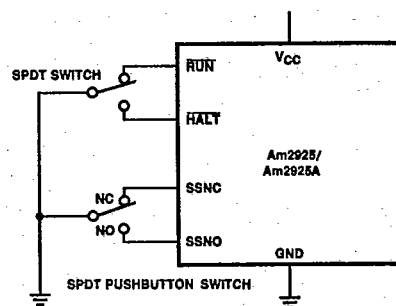 SPDT SWITCH
RUN
VCC
HALT
Am2925/
Am2925A
NC
SSNC
NO
SSNO
GND
SPDT PUSHBUTTON SWITCH